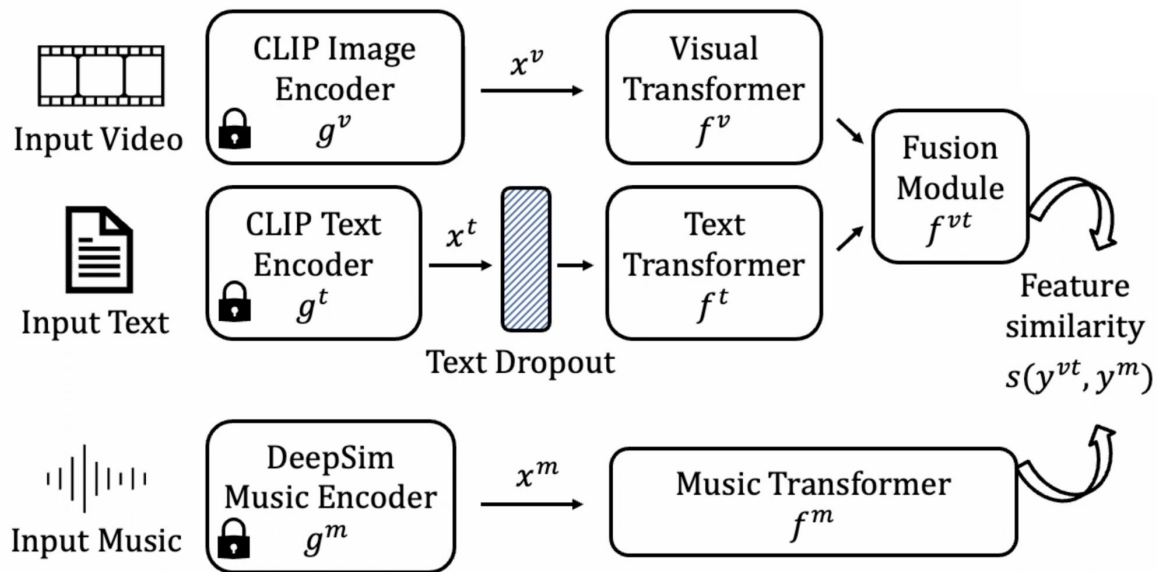 Input Video
CLIP Image
Encoder
g^v
x^v
Visual
Transformer
f^v
Fusion
Module
f^{vt}
Input Text
CLIP Text
Encoder
g^t
x^t
Text Dropout
Text
Transformer
f^t
Feature
similarity
s(y^{vt}, y^m)
Input Music
DeepSim
Music Encoder
g^m
x^m
Music Transformer
f^m